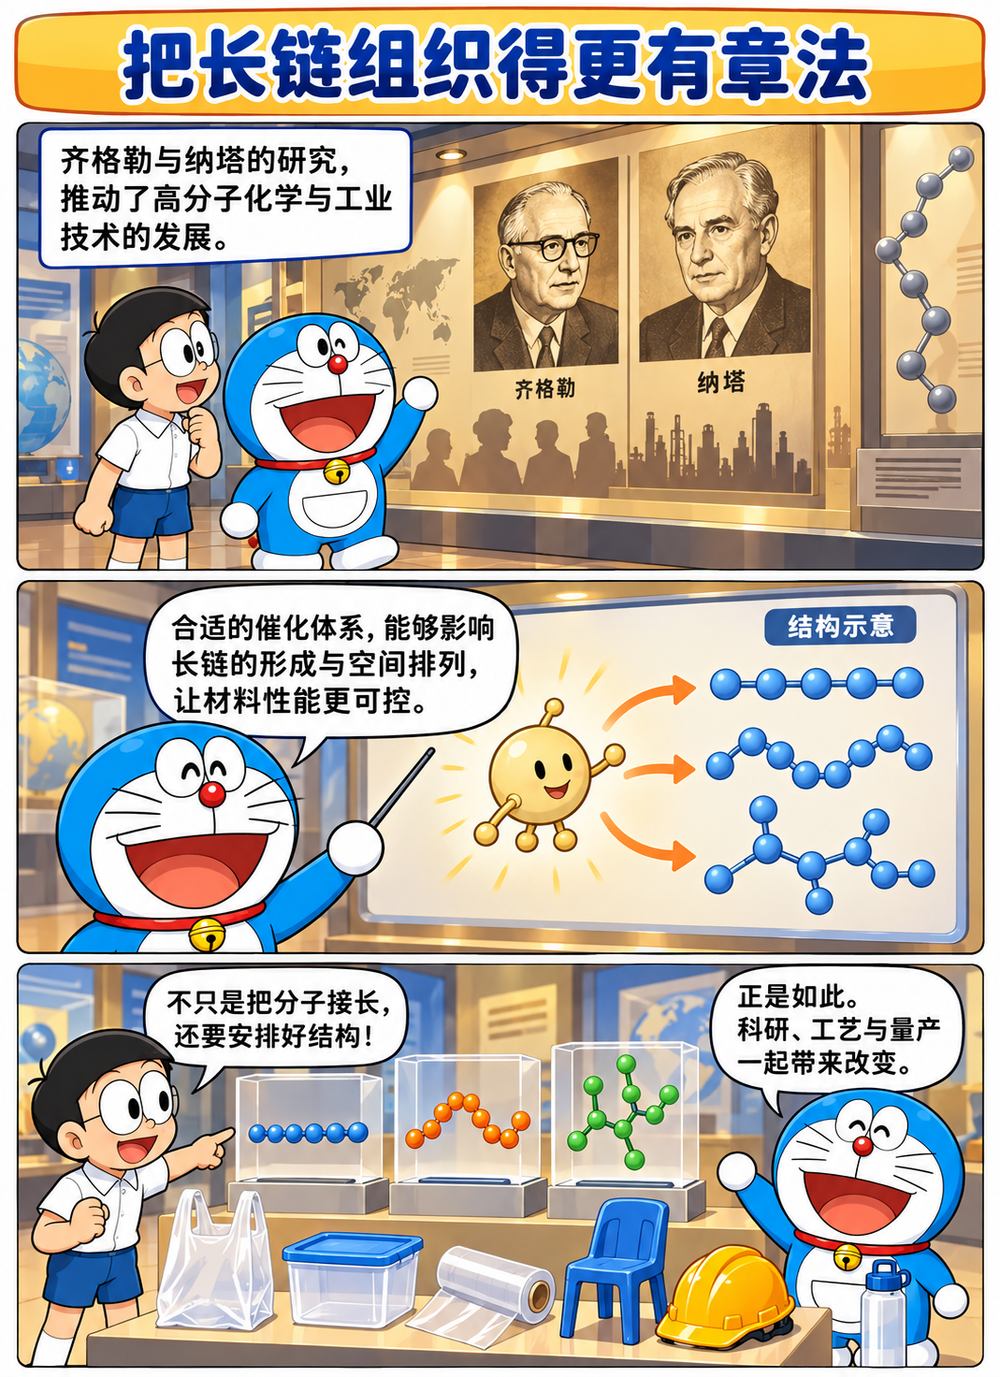 把长链组织得更有章法
齐格勒与纳塔的研究，
推动了高分子化学与工业
技术的发展。
齐格勒
纳塔
合适的催化体系，能够影响
长链的形成与空间排列，
让材料性能更可控。
结构示意
不只是把分子接长，
还要安排好结构！
正是如此。
科研、工艺与量产
一起带来改变。